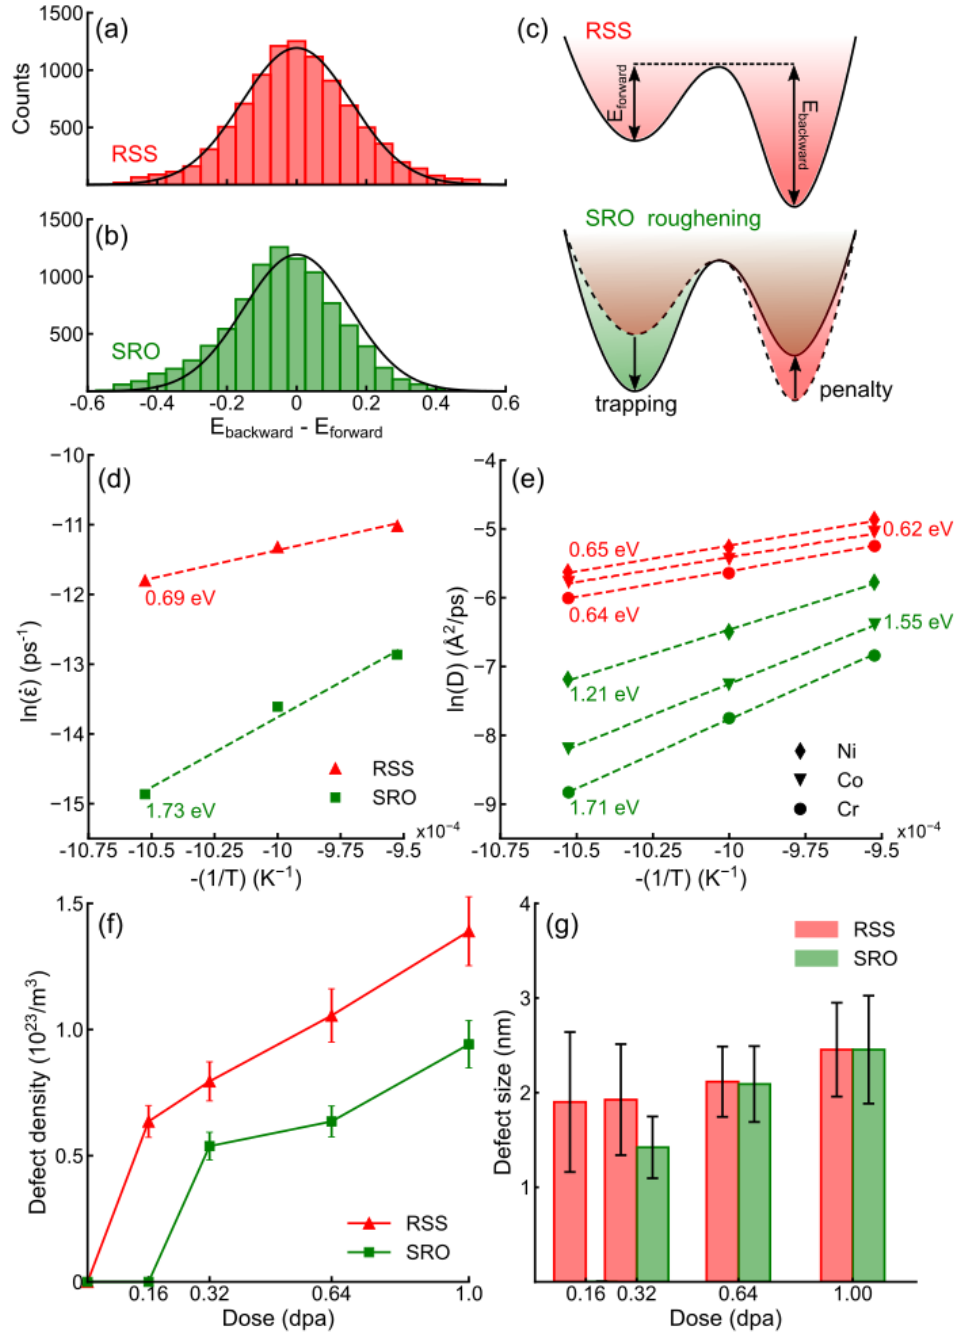 (a)
1500
1000
500
Counts
RSS
(b)
1500
1000
500
SRO
-0.6 -0.4 -0.2 0 0.2 0.4 0.6
E_backward - E_forward
(c)
RSS
E_forward
E_backward
SRO roughening
trapping
penalty
(d)
−10
−11
−12
−13
−14
−15
ln(ε̇) (ps⁻¹)
0.69 eV
1.73 eV
RSS
SRO
-10.75 -10.5 -10.25 -10 -9.75 -9.5
x10⁻⁴
-(1/T) (K⁻¹)
(e)
−4
−5
−6
−7
−8
−9
ln(D) (Å²/ps)
0.65 eV
0.62 eV
0.64 eV
1.55 eV
1.21 eV
1.71 eV
Ni
Co
Cr
-10.75 -10.5 -10.25 -10 -9.75 -9.5
x10⁻⁴
-(1/T) (K⁻¹)
(f)
1.5
1.0
0.5
0
Defect density (10²³/m³)
RSS
SRO
0.16 0.32 0.64 1.0
Dose (dpa)
(g)
4
3
2
1
Defect size (nm)
RSS
SRO
0.16 0.32 0.64 1.00
Dose (dpa)